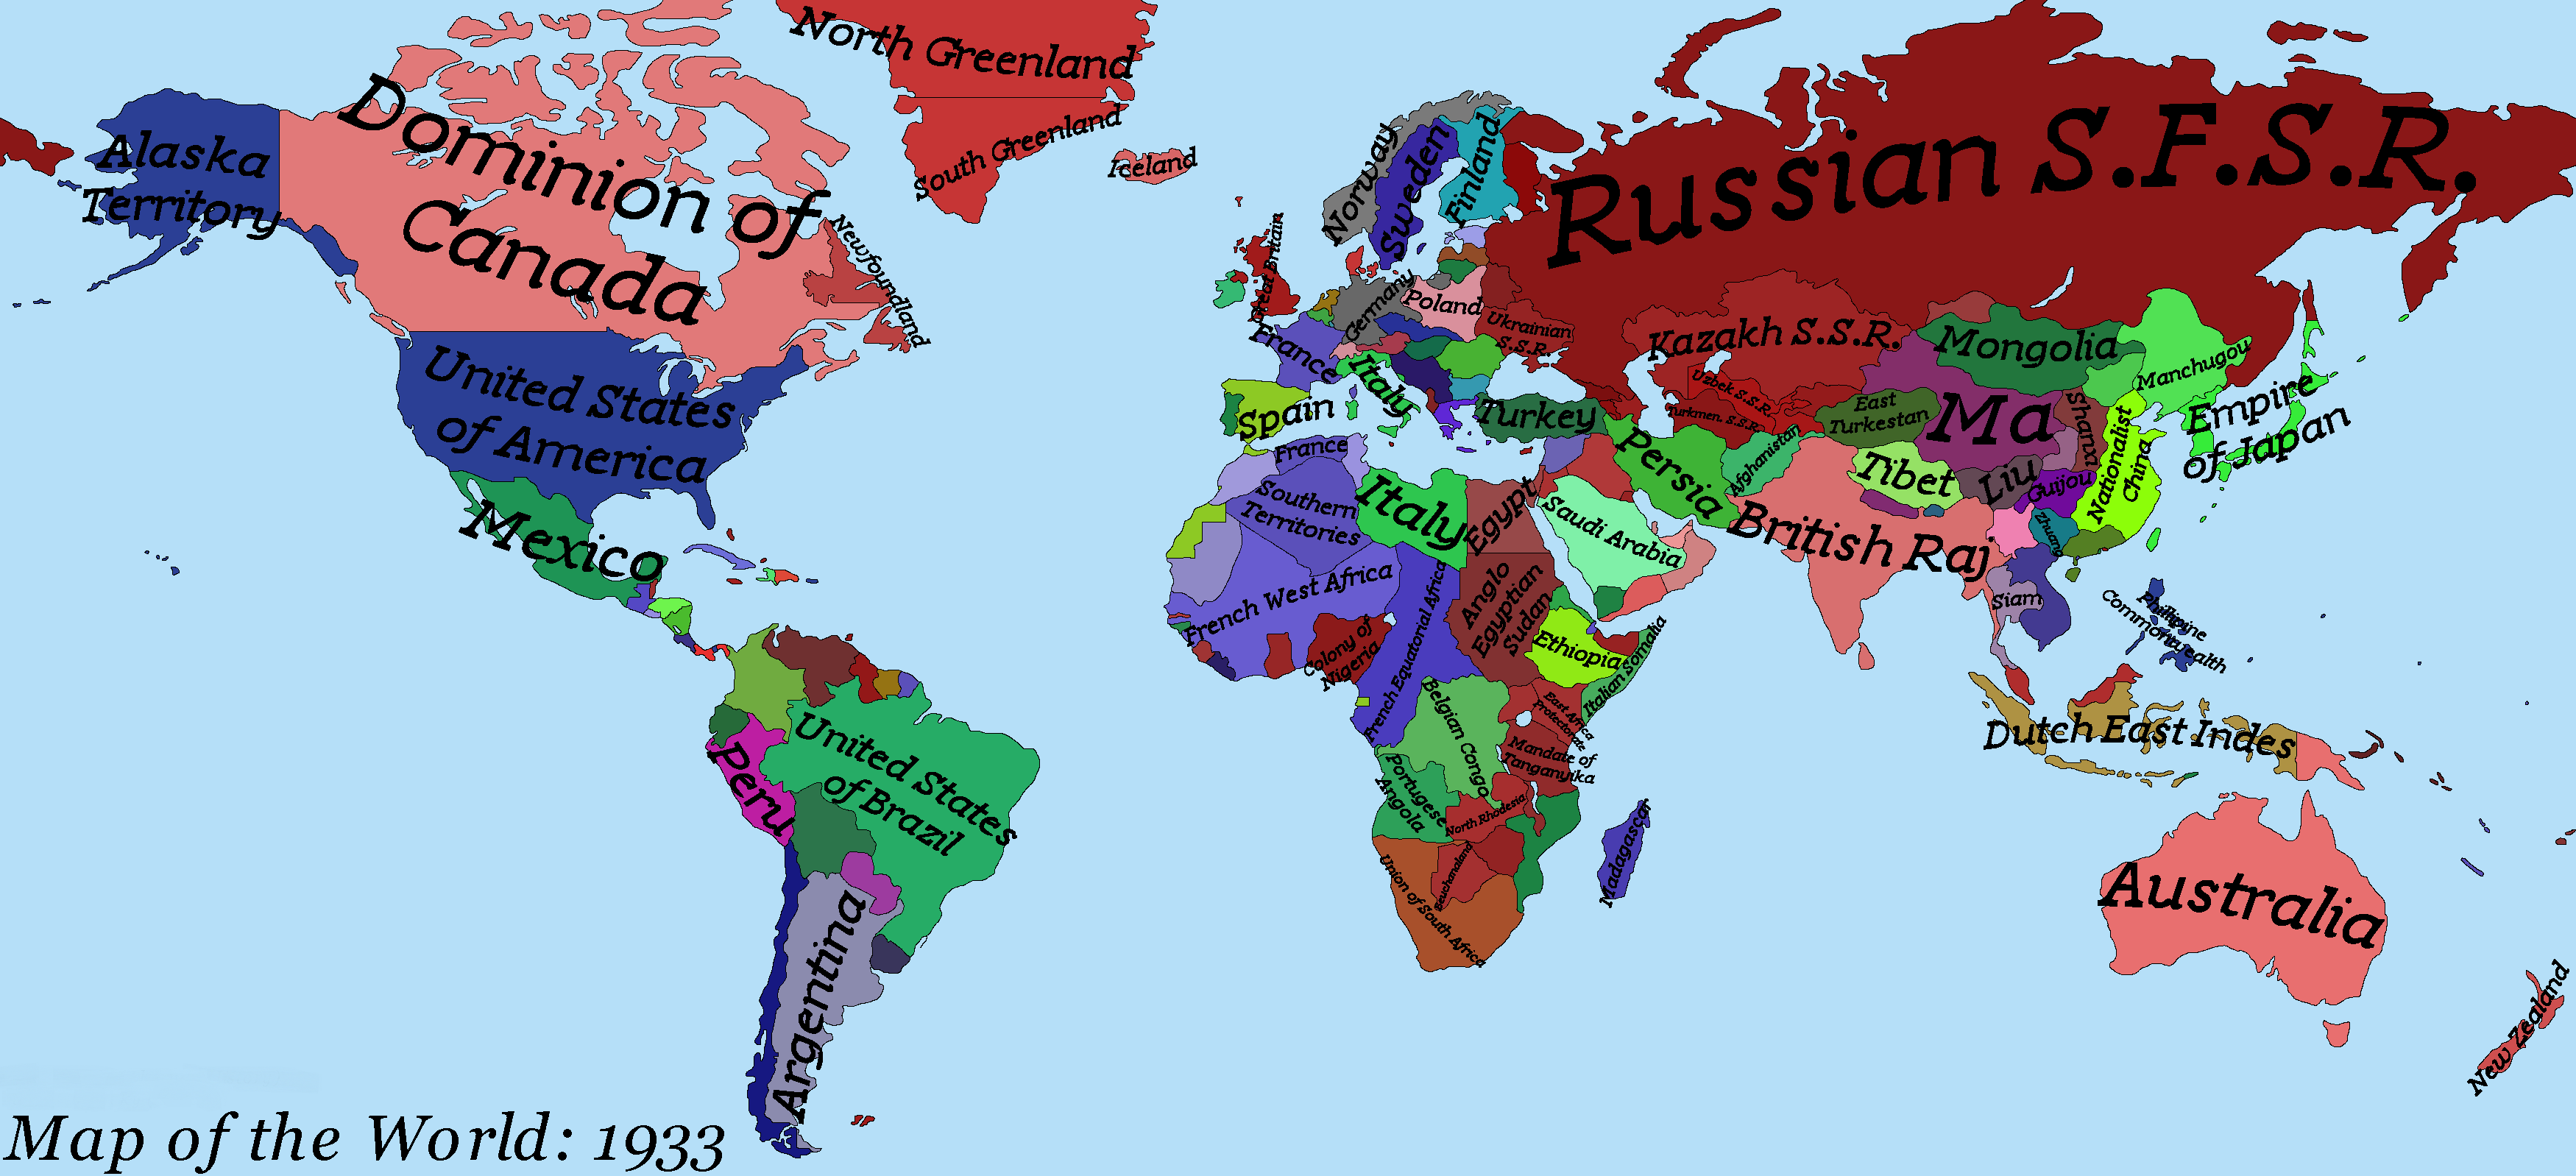 North Greenland
South Greenland
Iceland
Alaska
Territory
Dominion of
Canada
Newfoundland
United States
of America
Mexico
Peru
United States
of Brazil
Argentina
Norway
Sweden
Finland
Great Britain
Germany
Poland
Ukrainian
S.S.R.
France
Italy
Spain
Turkey
Russian S.F.S.R.
Kazakh S.S.R.
Uzbek S.S.R.
Turkmen. S.S.R.
Mongolia
Manchugou
East
Turkestan
Ma
Shanxi
Nationalist
China
Empire
of Japan
Tibet
Liu
Guijou
Zhuang
Persia
Afghanistan
British Raj
Siam
Phillipine
Commonwealth
Dutch East Indes
France
Southern
Territories
Italy
Egypt
Saudi Arabia
French West Africa
Colony of
Nigeria
French Equatorial Africa
Anglo
Egyptian
Sudan
Ethiopia
Italian Somalia
Belgian Congo
East Africa
Protectorate
Mandate of
Tanganyika
Portugese
Angola
North Rhodesia
Beuchanaland
Union of South Africa
Madagascar
Australia
New Zealand
Map of the World: 1933